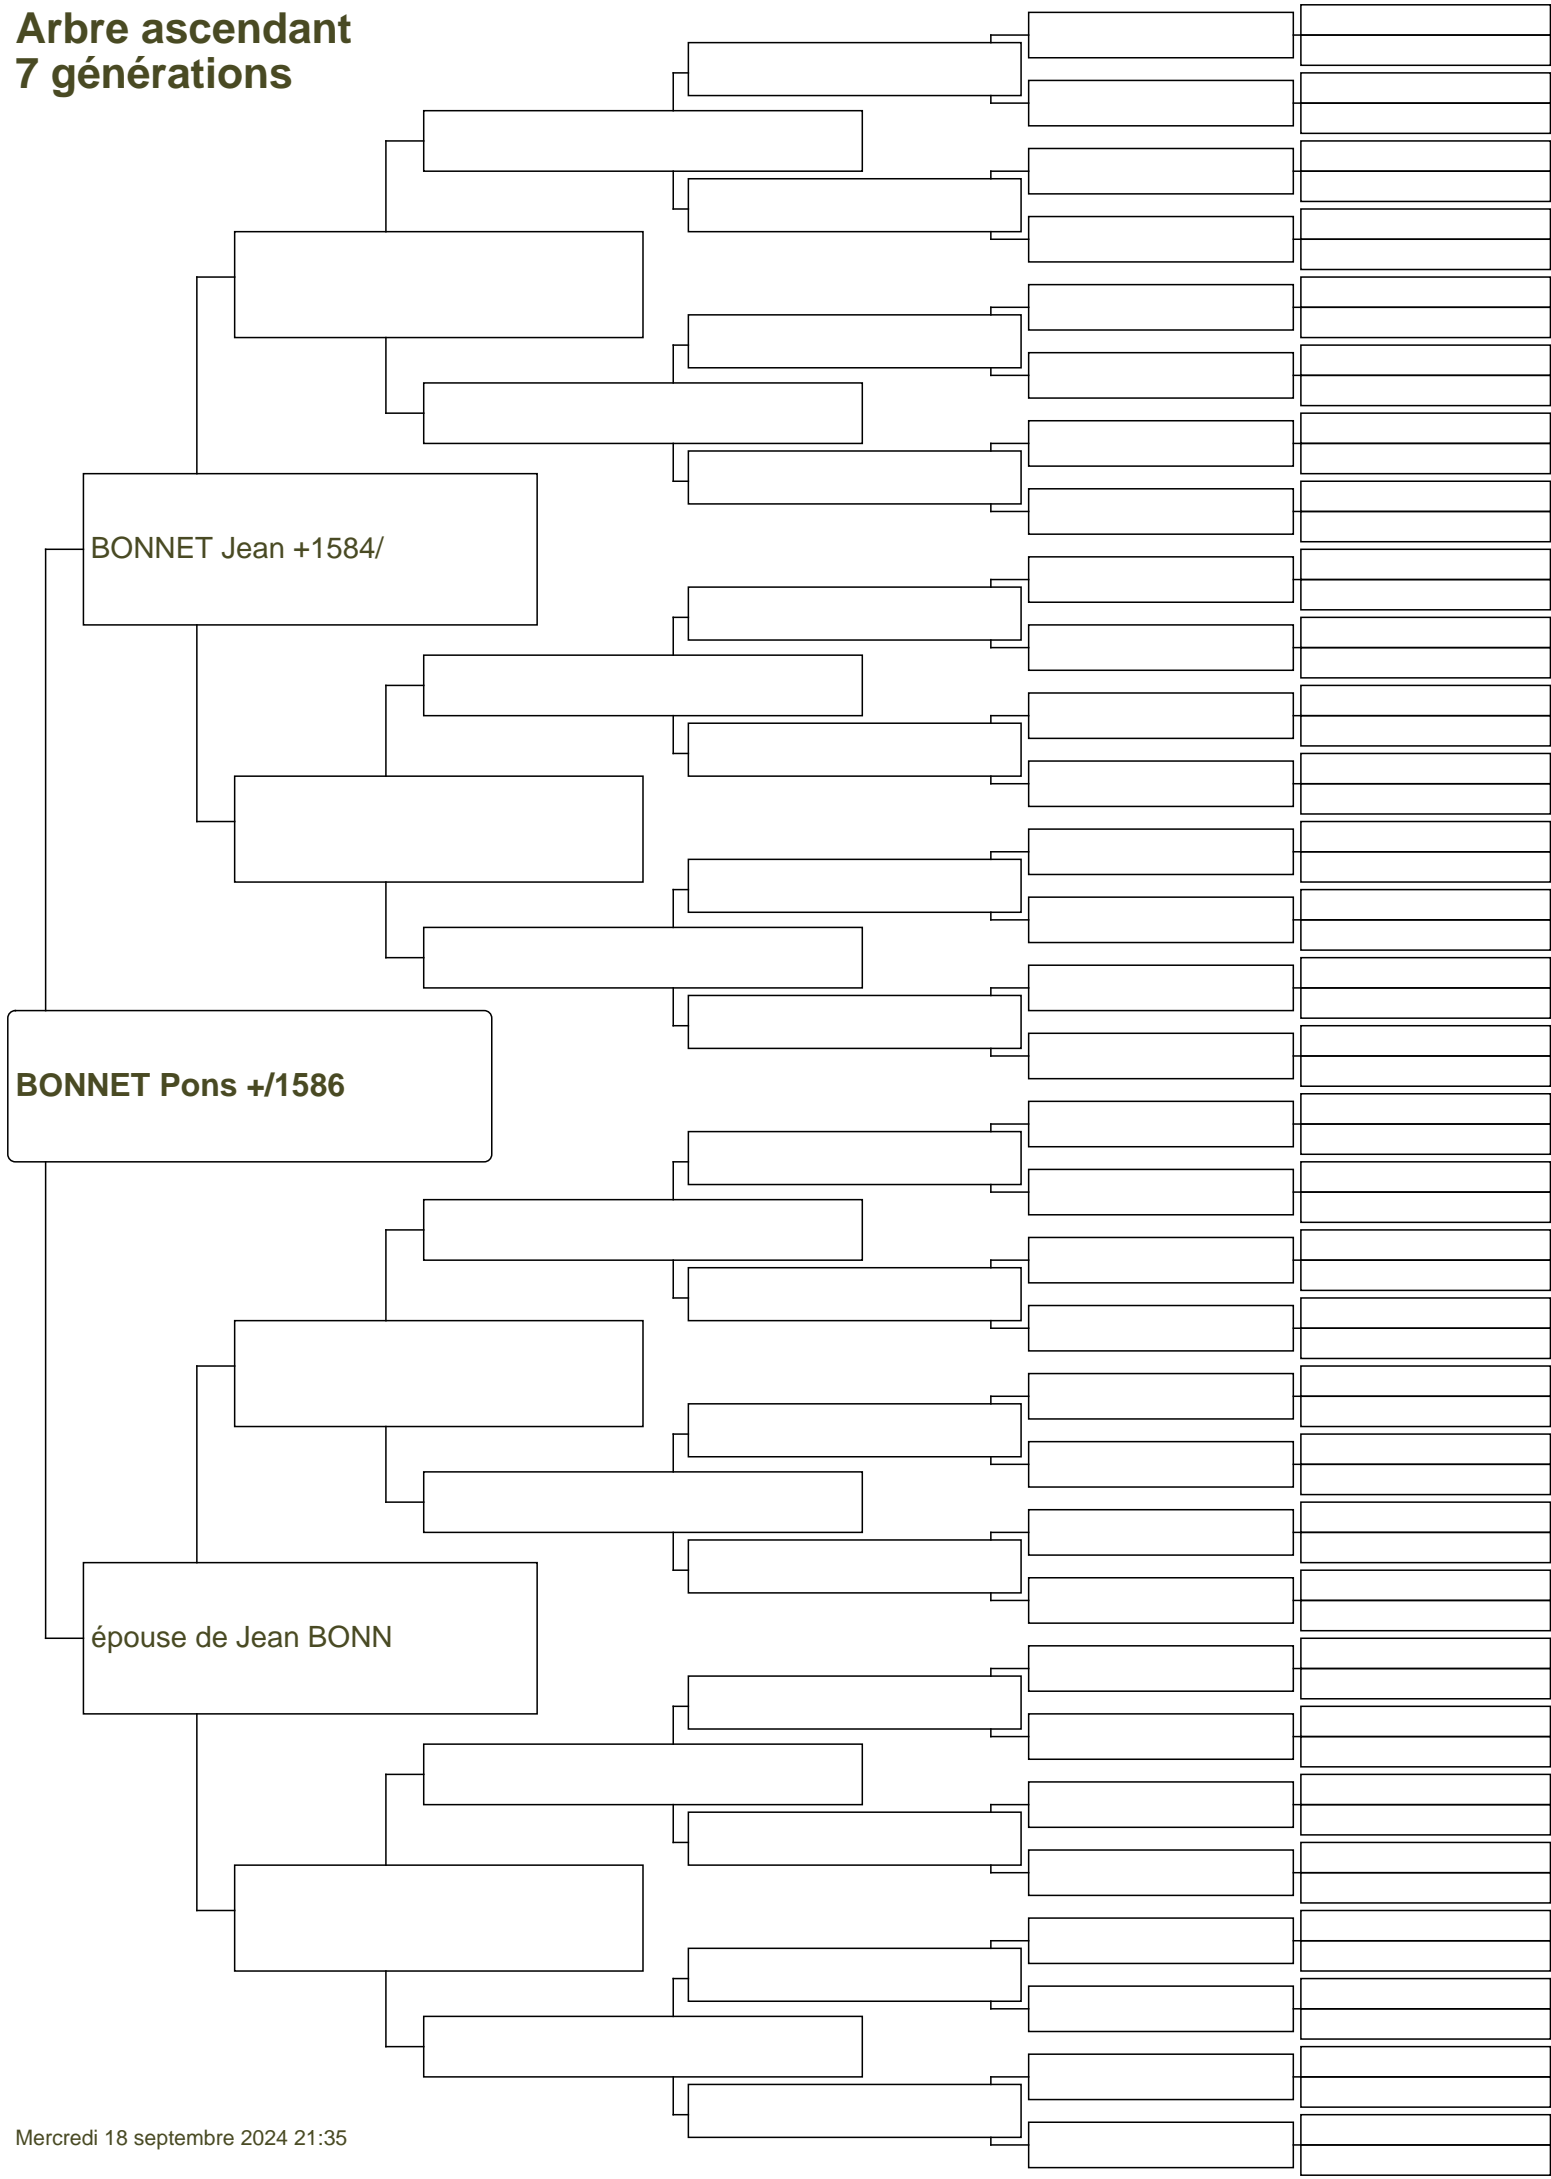 Arbre ascendant
7 générations
BONNET Jean +1584/
BONNET Pons +/1586
épouse de Jean BONN
Mercredi 18 septembre 2024 21:35